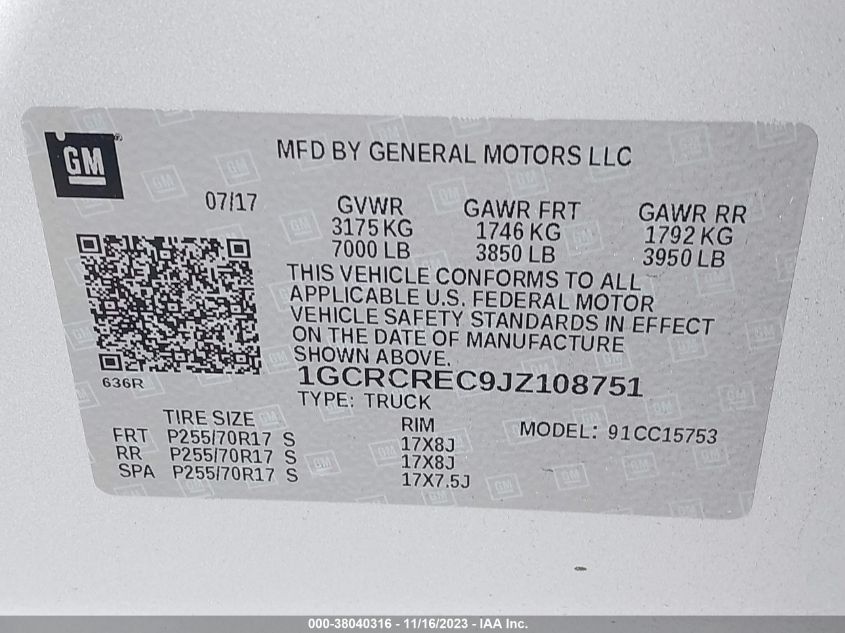 GM
MFD BY GENERAL MOTORS LLC
07/17
GVWR GAWR FRT GAWR RR
3175 KG 1746 KG 1792 KG
7000 LB 3850 LB 3950 LB
THIS VEHICLE CONFORMS TO ALL
APPLICABLE U.S. FEDERAL MOTOR
VEHICLE SAFETY STANDARDS IN EFFECT
ON THE DATE OF MANUFACTURE
SHOWN ABOVE.
636R
1GCRCREC9JZ108751
TYPE: TRUCK
TIRE SIZE RIM MODEL: 91CC15753
FRT P255/70R17 S 17X8J
RR P255/70R17 S 17X8J
SPA P255/70R17 S 17X7.5J
000-38040316 - 11/16/2023 - IAA Inc.